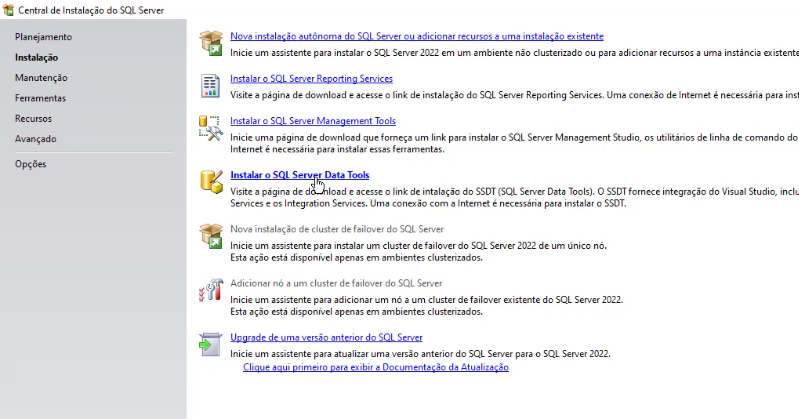 Central de Instalação do SQL Server
Planejamento
Instalação
Manutenção
Ferramentas
Recursos
Avançado
Opções
Nova instalação autônoma do SQL Server ou adicionar recursos a uma instalação existente
Inicie um assistente para instalar o SQL Server 2022 em um ambiente não clusterizado ou para adicionar recursos a uma instância existente
Instalar o SQL Server Reporting Services
Visite a página de download e acesse o link de instalação do SQL Server Reporting Services. Uma conexão de Internet é necessária para inst
Instalar o SQL Server Management Tools
Inicie uma página de download que forneça um link para instalar o SQL Server Management Studio, os utilitários de linha de comando do
Internet é necessária para instalar essas ferramentas.
Instalar o SQL Server Data Tools
Visite a página de download e acesse o link de intalação do SSDT (SQL Server Data Tools). O SSDT fornece integração do Visual Studio, inclu
Services e os Integration Services. Uma conexão com a Internet é necessária para instalar o SSDT.
Nova instalação de cluster de failover do SQL Server
Inicie um assistente para instalar um cluster de failover do SQL Server 2022 de um único nó.
Esta ação está disponível apenas em ambientes clusterizados.
Adicionar nó a um cluster de failover do SQL Server
Inicie um assistente para adicionar um nó a um cluster de failover existente do SQL Server 2022.
Esta ação está disponível apenas em ambientes clusterizados.
Upgrade de uma versão anterior do SQL Server
Inicie um assistente para atualizar uma versão anterior do SQL Server para o SQL Server 2022.
Clique aqui primeiro para exibir a Documentação da Atualização